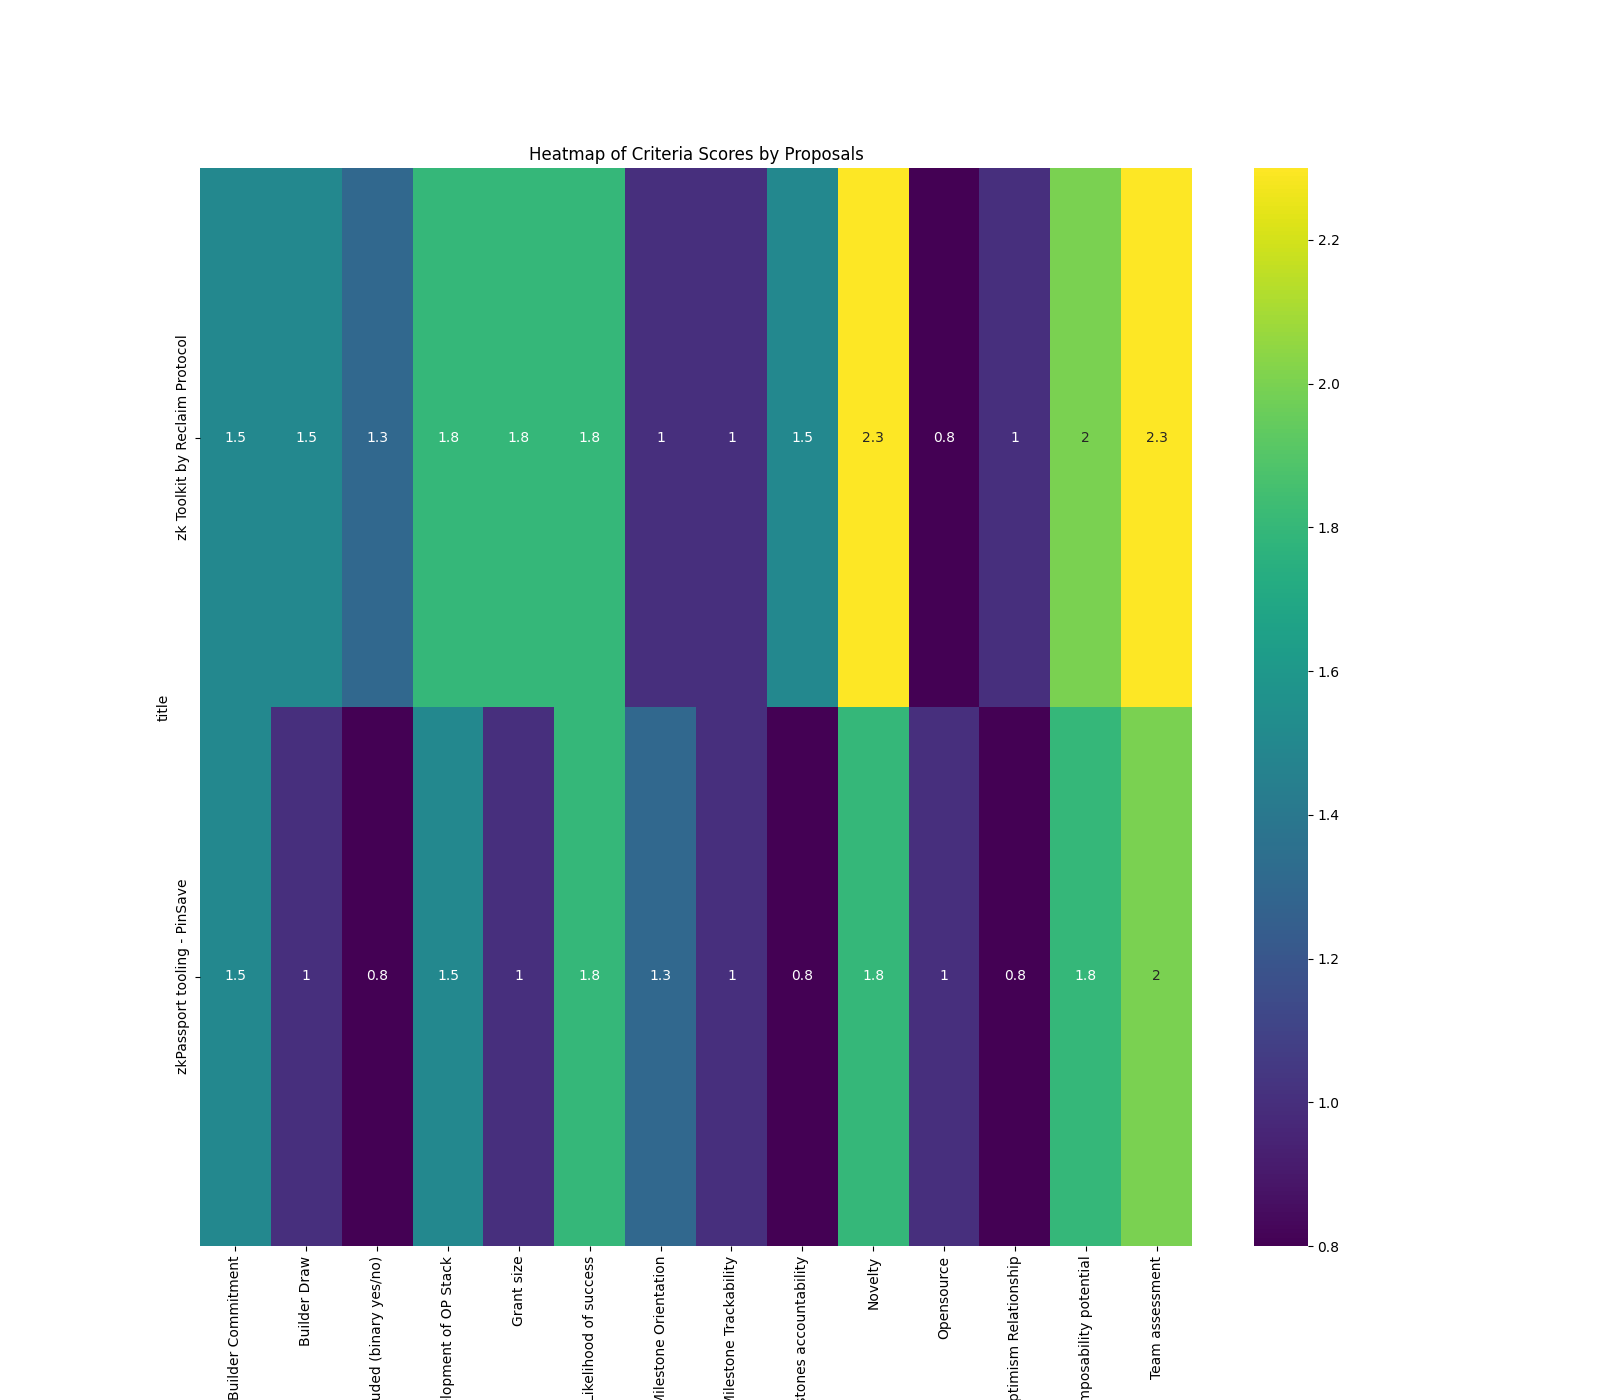 Heatmap of Criteria Scores by Proposals
title
zk Toolkit by Reclaim Protocol
1.5 1.5 1.3 1.8 1.8 1.8 1 1 1.5 2.3 0.8 1 2 2.3
zkPassport tooling - PinSave
1.5 1 0.8 1.5 1 1.8 1.3 1 0.8 1.8 1 0.8 1.8 2
Builder Commitment
Builder Draw
(binary yes/no)
of OP Stack
Grant size
Likelihood of success
Milestone Orientation
Milestone Trackability
accountability
Novelty
Opensource
Relationship
potential
Team assessment
2.2
2.0
1.8
1.6
1.4
1.2
1.0
0.8